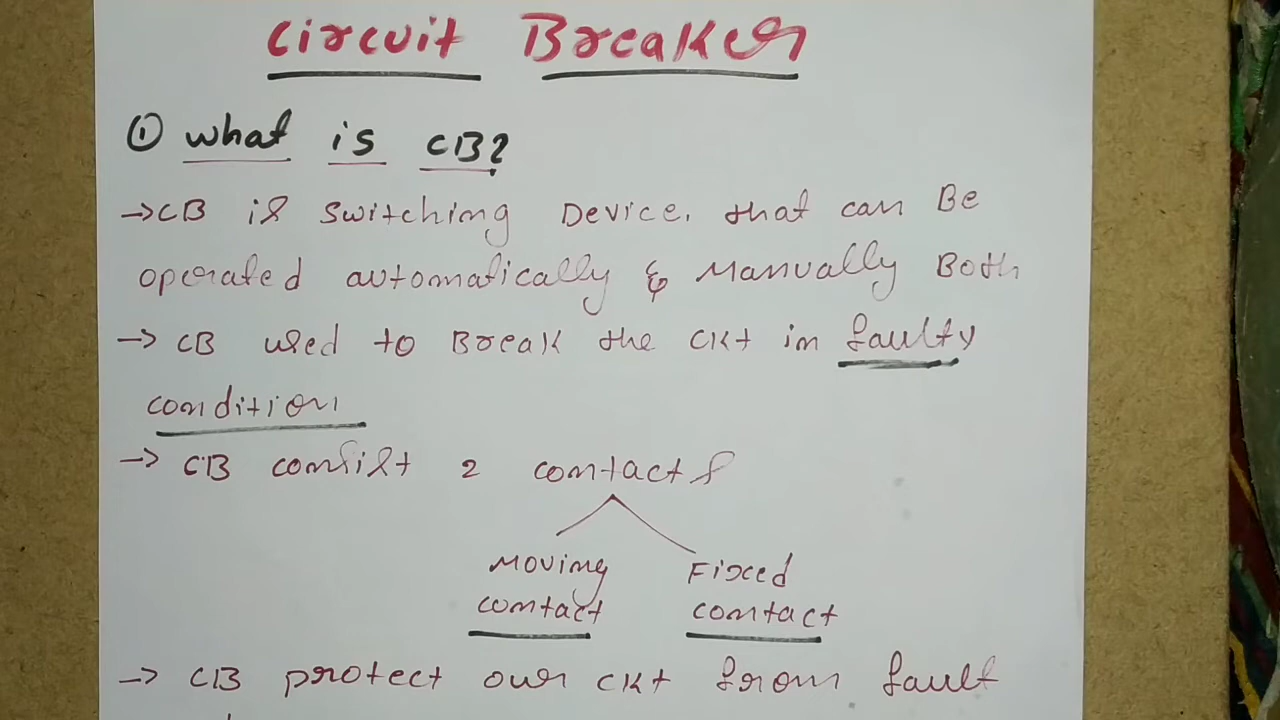 Circuit Breaker
① what is CB?
→ CB is switching Device. that can Be
operated automatically & Manually Both
→ CB used to Break the CKt in faulty
condition
→ CB consist 2 contacts
Moving Fixed
contact contact
→ CB protect our CKt from fault